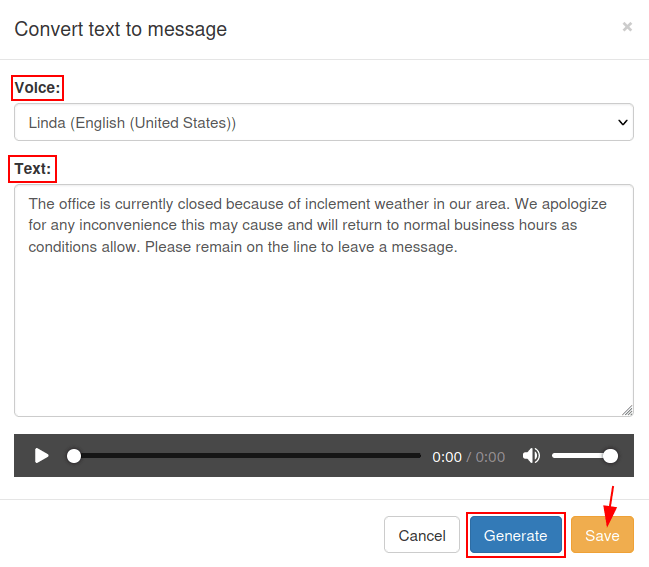 Convert text to message
×
Voice:
Linda (English (United States))
Text:
The office is currently closed because of inclement weather in our area. We apologize
for any inconvenience this may cause and will return to normal business hours as
conditions allow. Please remain on the line to leave a message.
0:00 / 0:00
Cancel Generate Save